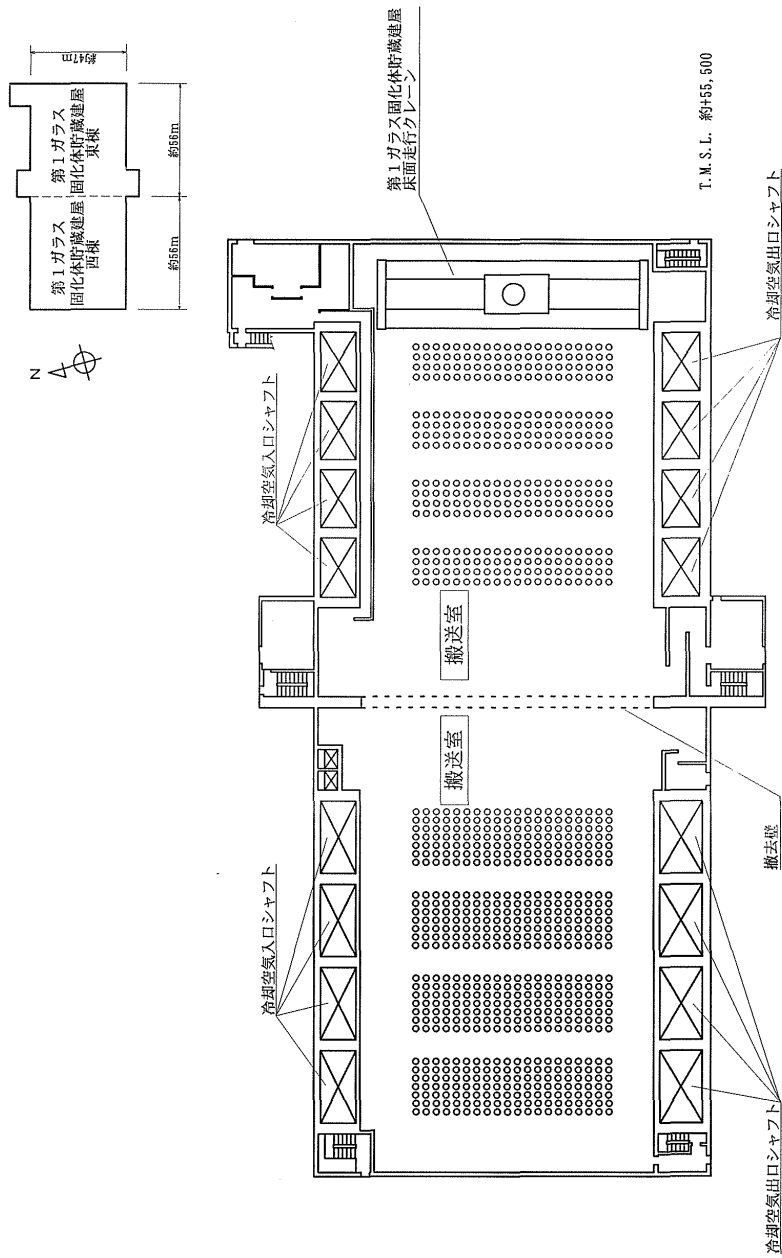 N
第1ガラス
固化体貯蔵建屋
西棟
第1ガラス
固化体貯蔵建屋
東棟
約47m
約56m
約56m
冷却空気入口シャフト
冷却空気入口シャフト
第1ガラス固化体貯蔵建屋
床面走行クレーン
搬送室
搬送室
T.M.S.L. 約+55,500
冷却空気出口シャフト
撤去壁
冷却空気出口シャフト